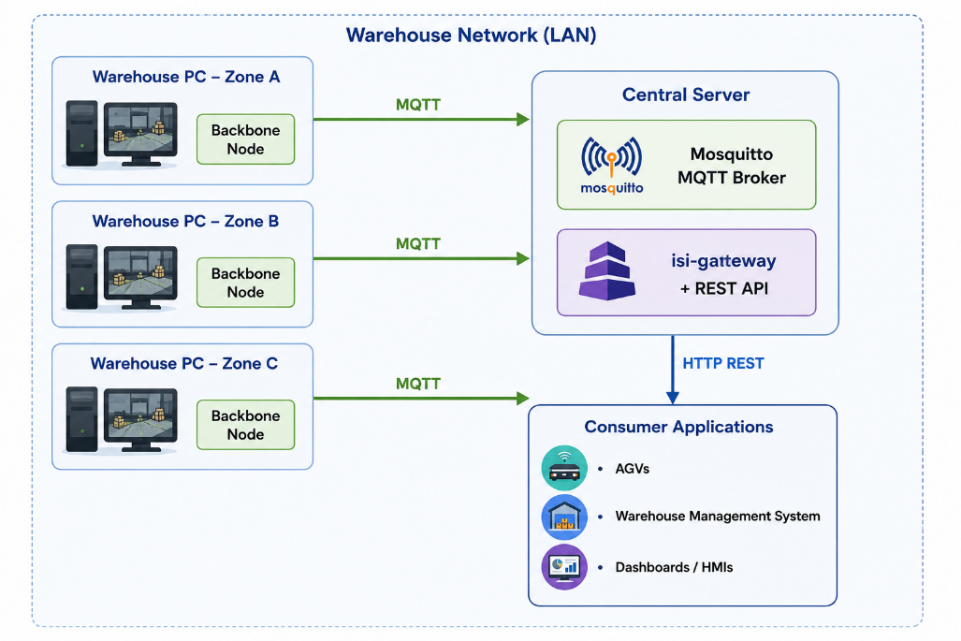 Warehouse Network (LAN)
Warehouse PC – Zone A
Backbone
Node
MQTT
Warehouse PC – Zone B
Backbone
Node
MQTT
Warehouse PC – Zone C
Backbone
Node
MQTT
Central Server
mosquitto
Mosquitto
MQTT Broker
isi-gatteway
+ REST API
HTTP REST
Consumer Applications
• AGVs
• Warehouse Management System
• Dashboards / HMIs